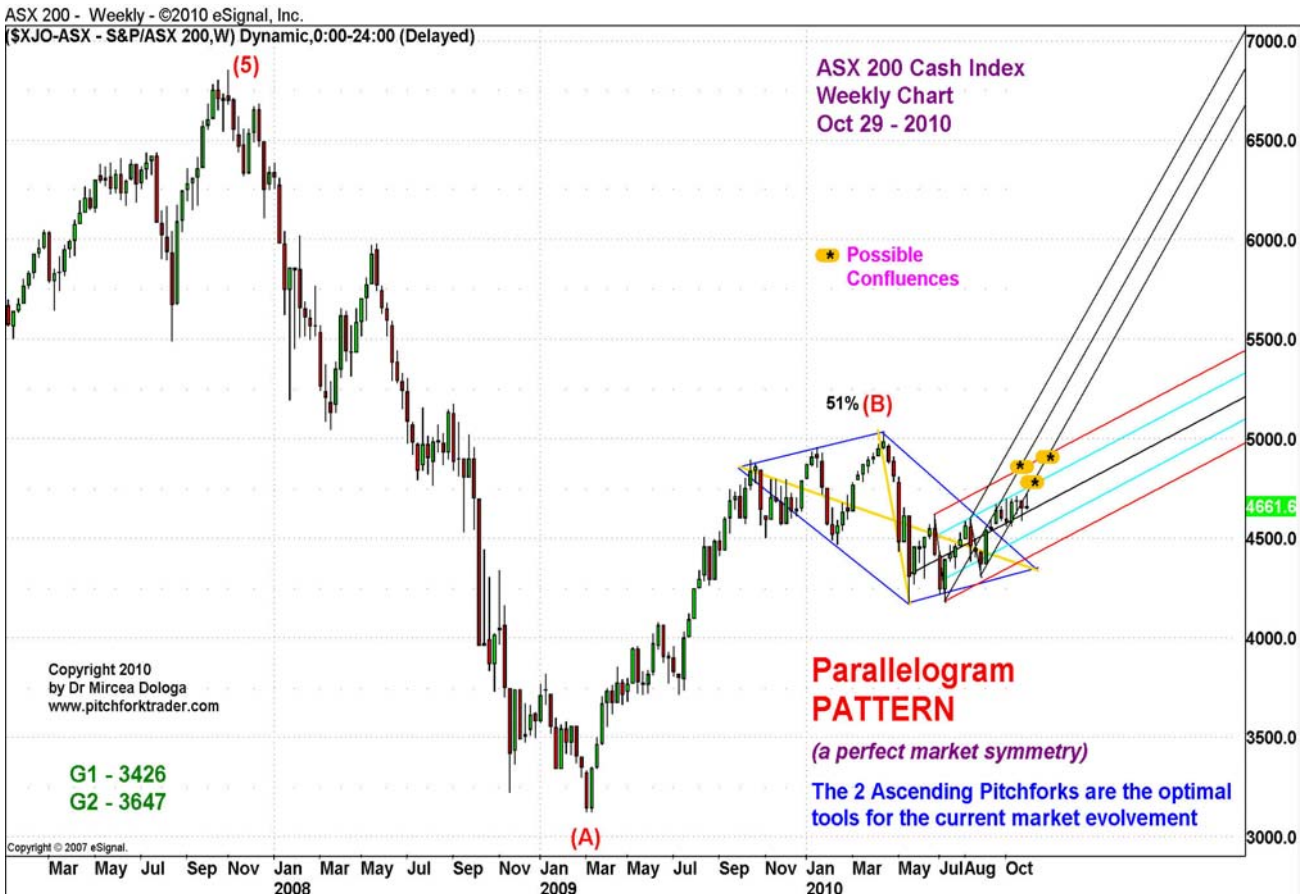 ASX 200 - Weekly - ©2010 eSignal, Inc.
($XJO-ASX - S&P/ASX 200,W) Dynamic,0:00-24:00 (Delayed)
(5)
ASX 200 Cash Index
Weekly Chart
Oct 29 - 2010
* Possible
Confluences
51% (B)
* *
*
7000.0
6500.0
6000.0
5500.0
5000.0
4661.6
4500.0
4000.0
3500.0
3000.0
Copyright 2010
by Dr Mircea Dologa
www.pitchforktrader.com
G1 - 3426
G2 - 3647
(A)
Parallelogram
PATTERN
(a perfect market symmetry)
The 2 Ascending Pitchforks are the optimal
tools for the current market evolvement
Copyright © 2007 eSignal.
Mar May Jul Sep Nov Jan Mar May Jul Sep Nov Jan Mar May Jul Sep Nov Jan Mar May Jul Aug Oct
2008 2009 2010